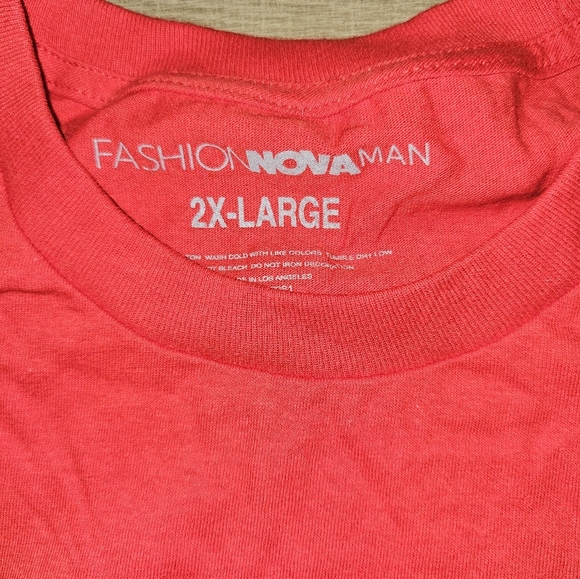 FASHIONNOVAMAN
2X-LARGE
WASH COLD WITH LIKE COLORS TUMBLE DRY LOW
BLEACH DO NOT IRON DECORATION
IN LOS ANGELES